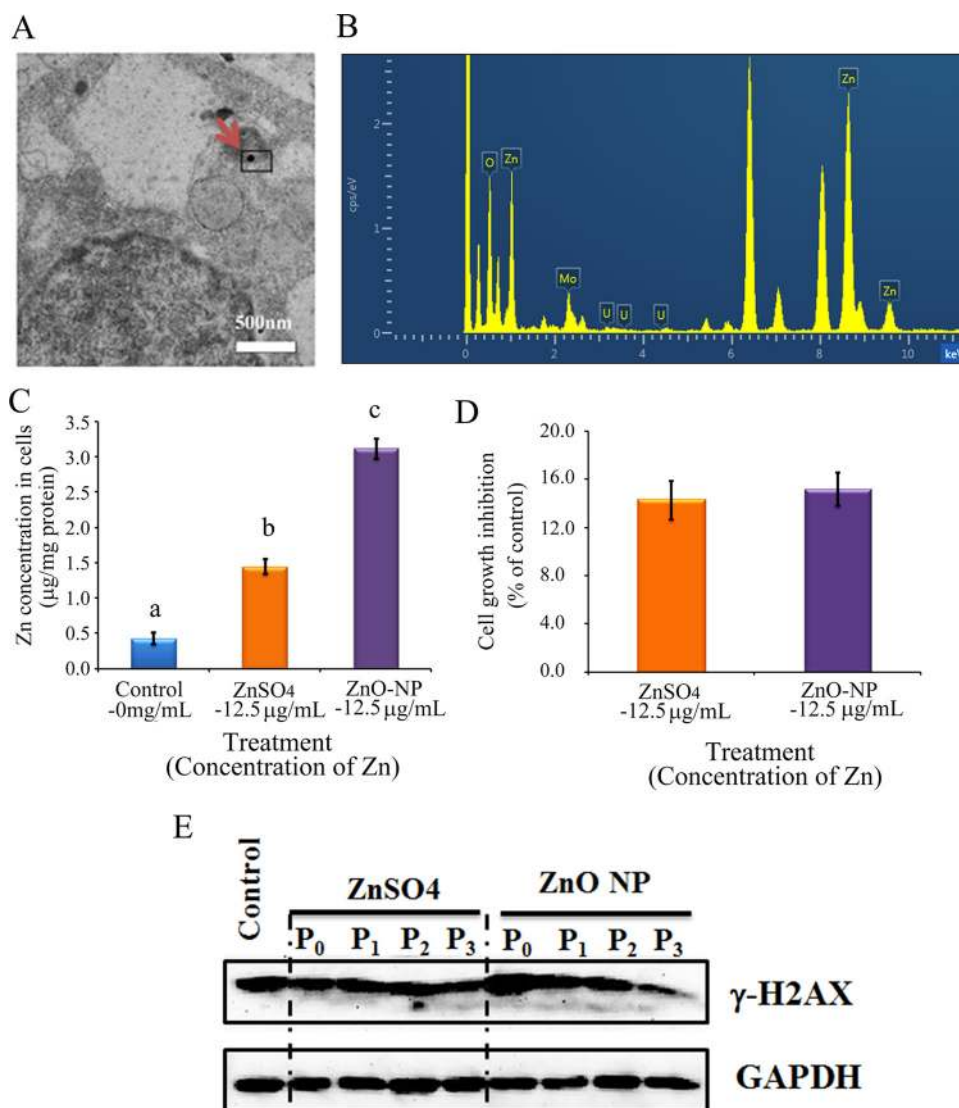 A
500nm
B
cps/eV
2
1
0
O
Zn
Mo
U
U
U
Zn
Zn
0
2
4
6
8
10
keV
C
Zn concentration in cells
(µg/mg protein)
3.5
3.0
2.5
2.0
1.5
1.0
0.5
0.0
a
b
c
Control
-0mg/mL
ZnSO4
-12.5 µg/mL
ZnO-NP
-12.5 µg/mL
Treatment
(Concentration of Zn)
D
Cell growth inhibition
(% of control)
20.0
16.0
12.0
8.0
4.0
0.0
ZnSO4
-12.5 µg/mL
ZnO-NP
-12.5 µg/mL
Treatment
(Concentration of Zn)
E
Control
ZnSO4
ZnO NP
P0 P1 P2 P3
P0 P1 P2 P3
γ-H2AX
GAPDH